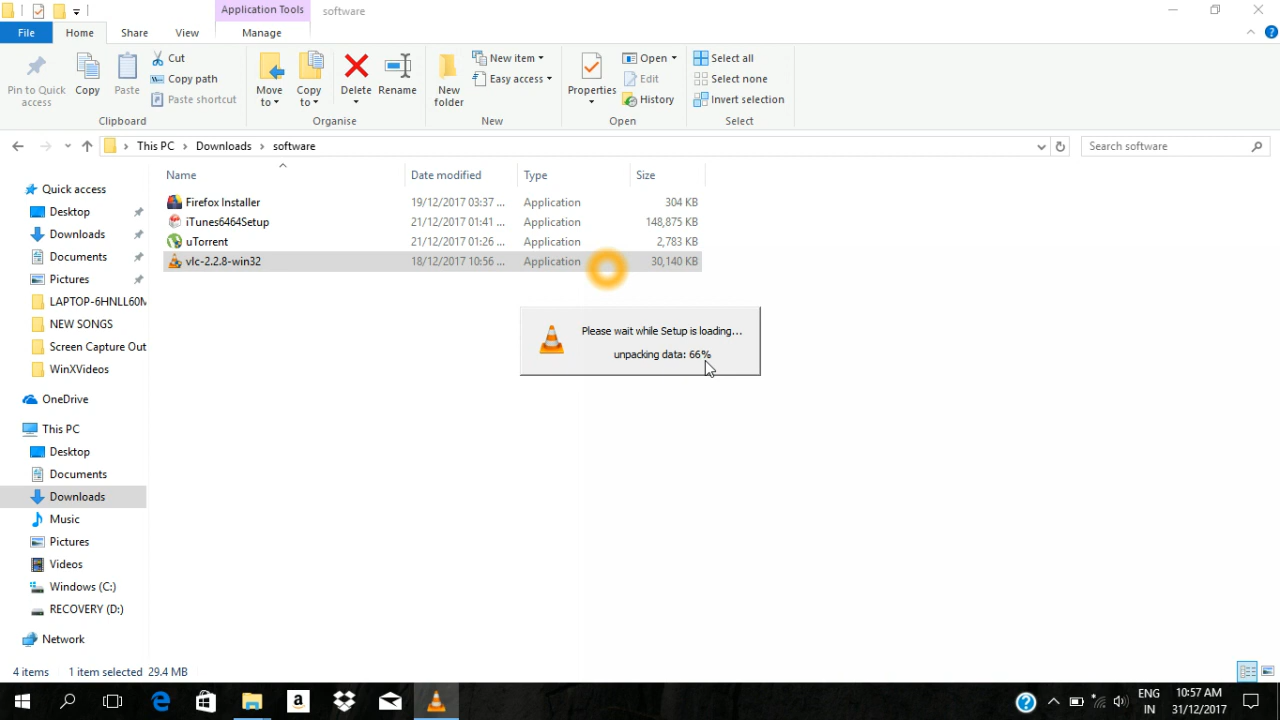 Application Tools
software
File
Home
Share
View
Manage
Pin to Quick access
Copy
Paste
Cut
Copy path
Paste shortcut
Clipboard
Move to
Copy to
Delete
Rename
Organise
New folder
New item
Easy access
New
Properties
Open
Edit
History
Open
Select all
Select none
Invert selection
Select
This PC > Downloads > software
Search software
Name Date modified Type Size
Firefox Installer 19/12/2017 03:37 ... Application 304 KB
iTunes6464Setup 21/12/2017 01:41 ... Application 148,875 KB
uTorrent 21/12/2017 01:26 ... Application 2,783 KB
vlc-2.2.8-win32 18/12/2017 10:56 ... Application 30,140 KB
Please wait while Setup is loading...
unpacking data: 66%
Quick access
Desktop
Downloads
Documents
Pictures
LAPTOP-6HNLL60M
NEW SONGS
Screen Capture Out
WinXVideos
OneDrive
This PC
Desktop
Documents
Downloads
Music
Pictures
Videos
Windows (C:)
RECOVERY (D:)
Network
4 items 1 item selected 29.4 MB
ENG
IN
10:57 AM
31/12/2017